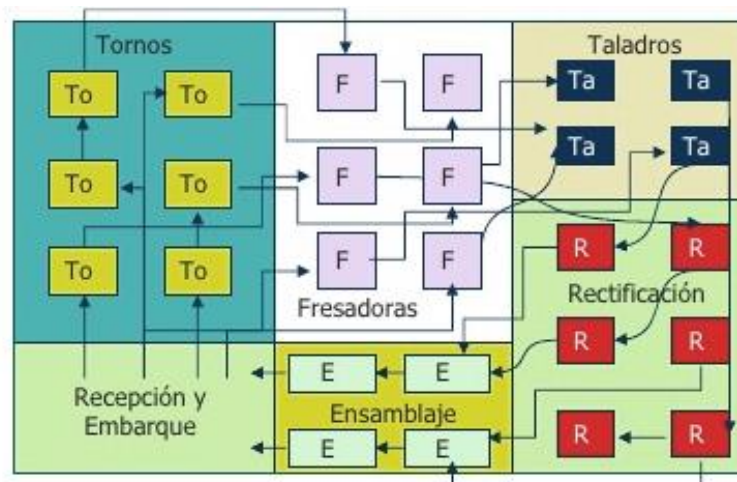 Tornos
To
To
To
To
To
To
F
F
F
F
F
F
Fresadoras
Taladros
Ta
Ta
Ta
Ta
R
R
Rectificación
R
R
R
R
Recepción y
Embarque
E
E
Ensamblaje
E
E